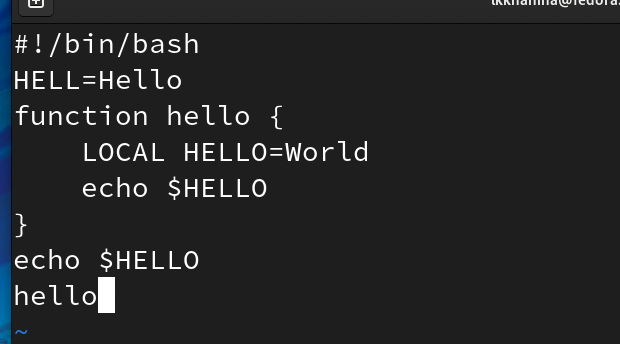 #!/bin/bash
HELL=Hello
function hello {
    LOCAL HELLO=World
    echo $HELLO
}
echo $HELLO
hello
~